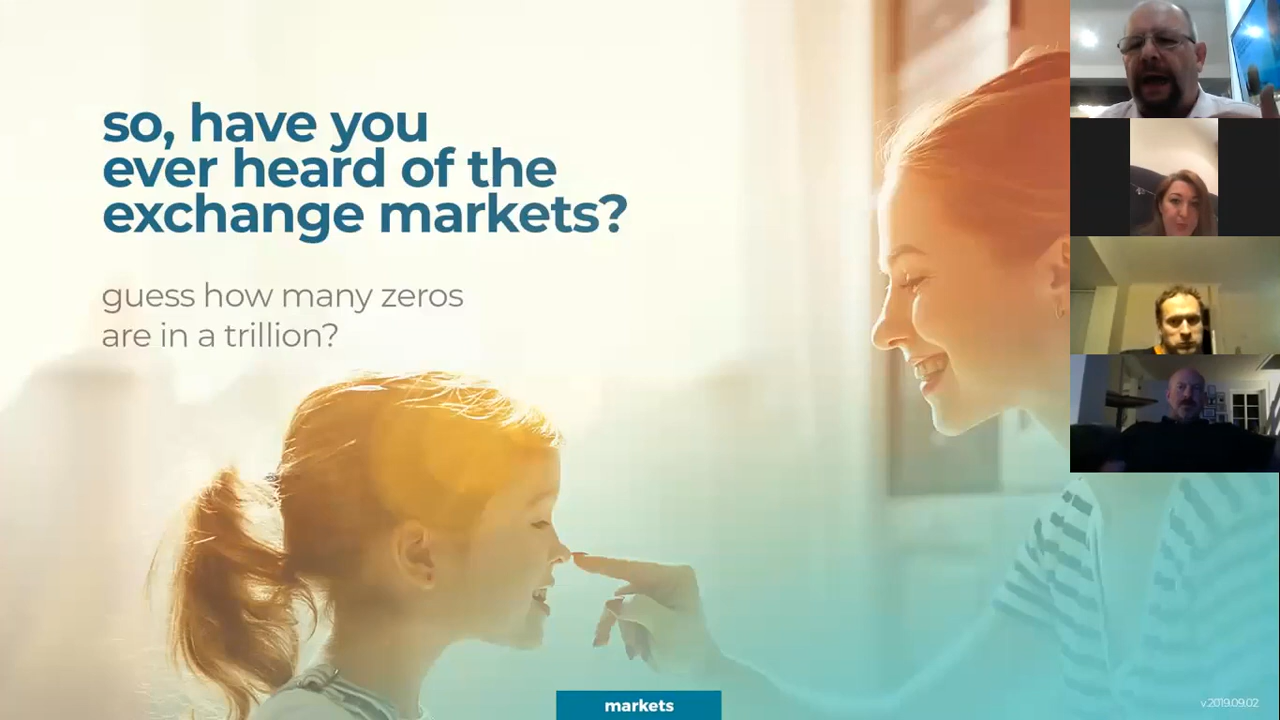 so, have you
ever heard of the
exchange markets?
guess how many zeros
are in a trillion?
markets
v.2019.09.02